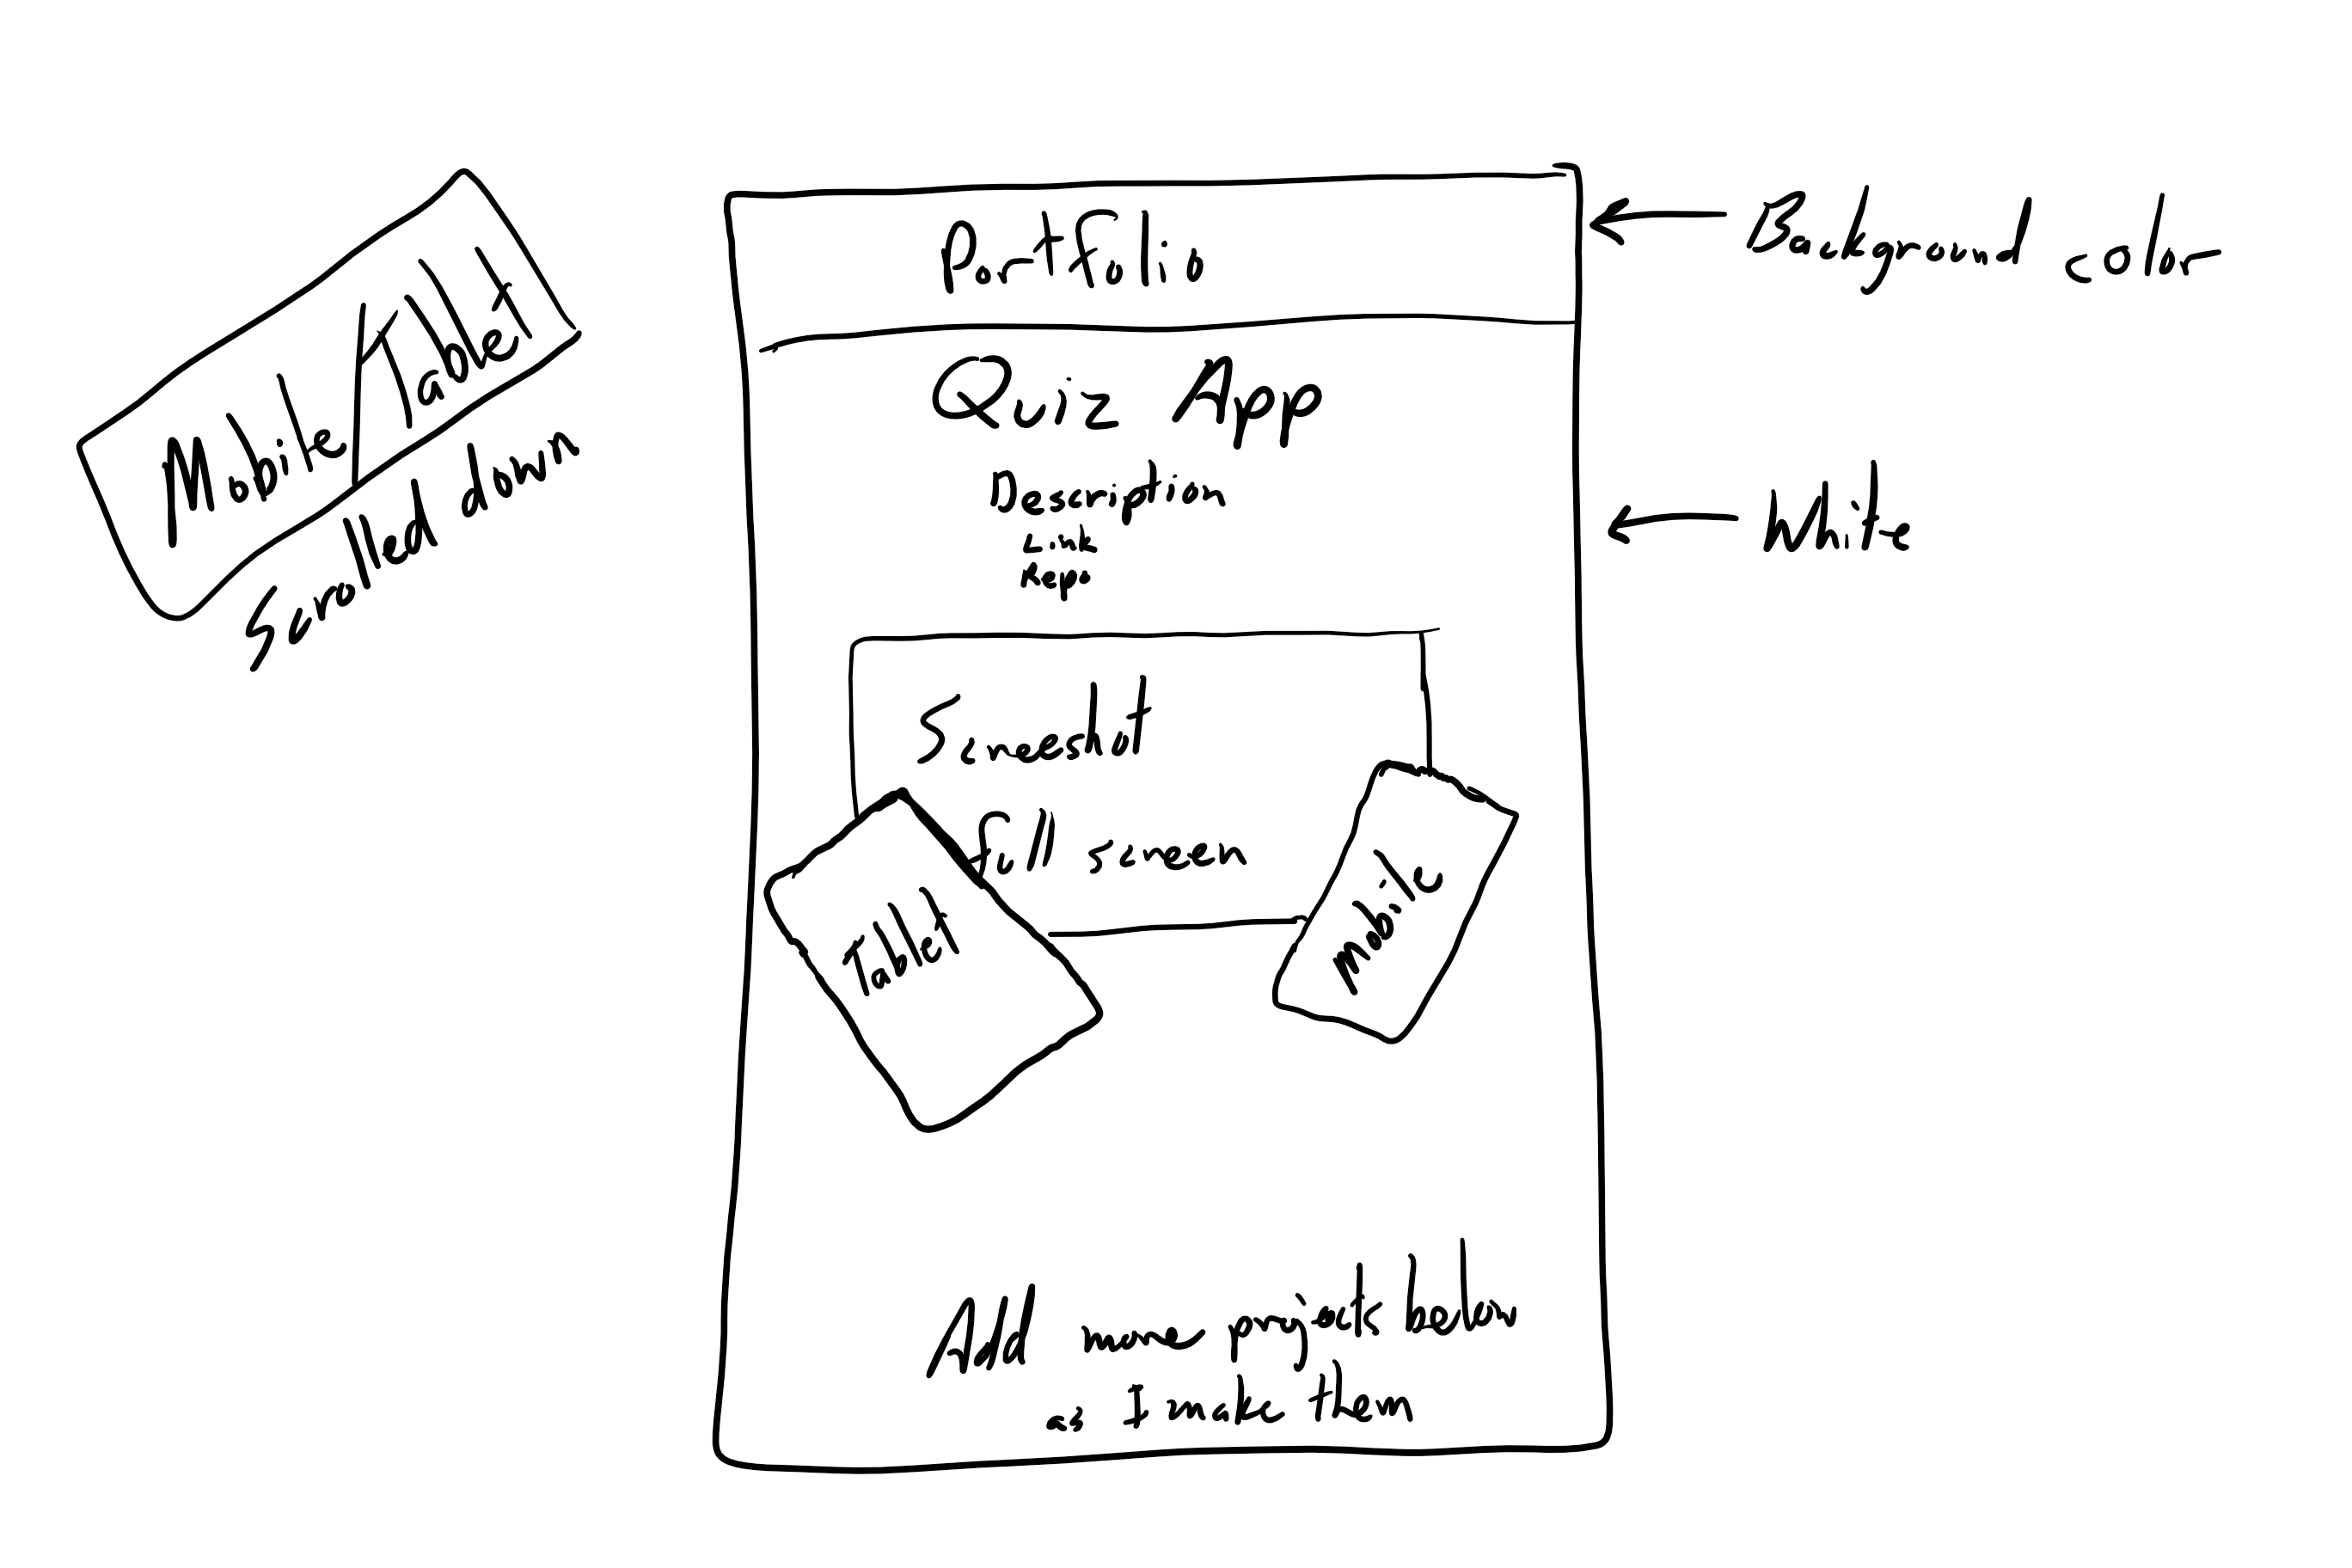 Mobile/Tablet
Scrolled down
Portfolio
Background color
Quiz App
Description
Link
Repo
White
Screenshot
full screen
Tablet
Mobile
Add more projects below
as I make them